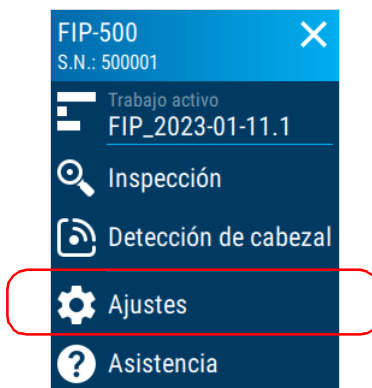 FIP-500
S.N.: 500001
Trabajo activo
FIP_2023-01-11.1
Inspección
Detección de cabezal
Ajustes
Asistencia